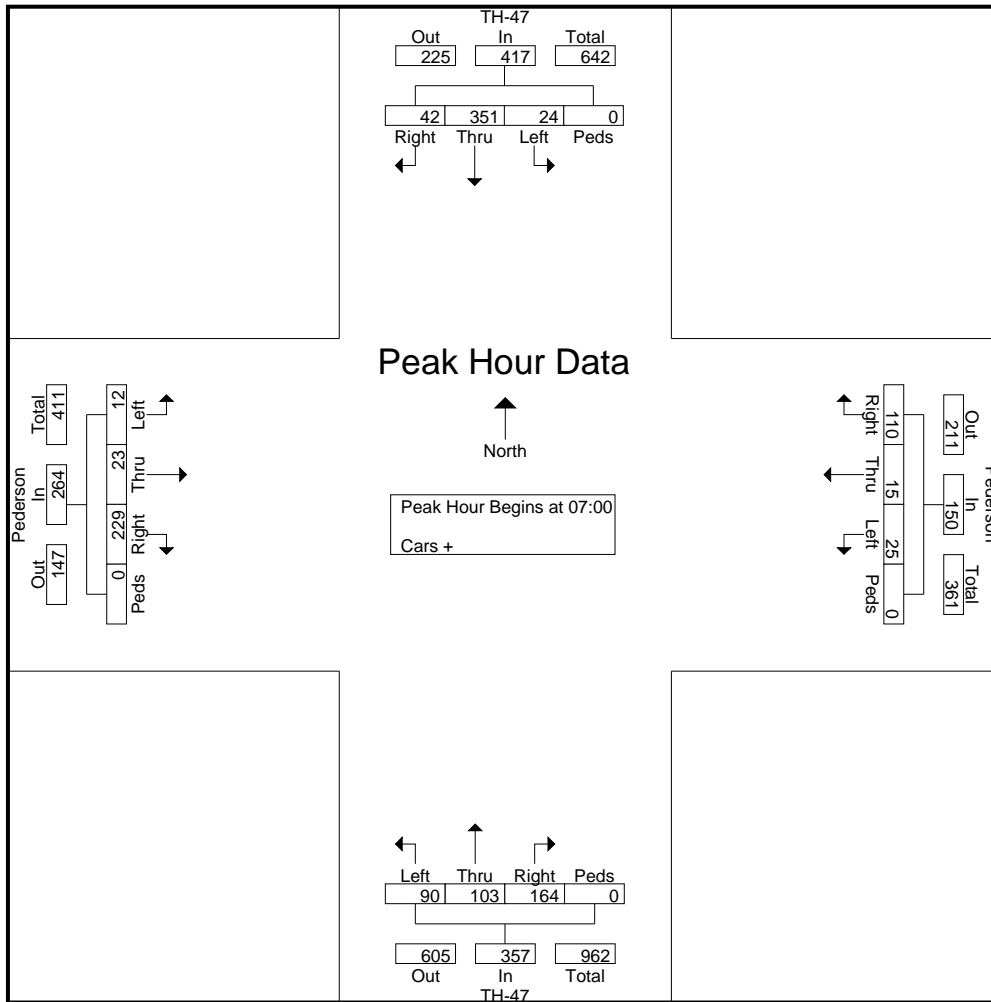 TH-47
Out In Total
225 417 642
42 351 24 0
Right Thru Left Peds
Peak Hour Data
North
Peak Hour Begins at 07:00
Cars +
Pederson
Total In Out
411 264 147
12 23 229 0
Left Thru Right Peds
Pederson
Out In Total
211 150 361
110 15 25 0
Right Thru Left Peds
Left Thru Right Peds
90 103 164 0
605 357 962
Out In Total
TH-47